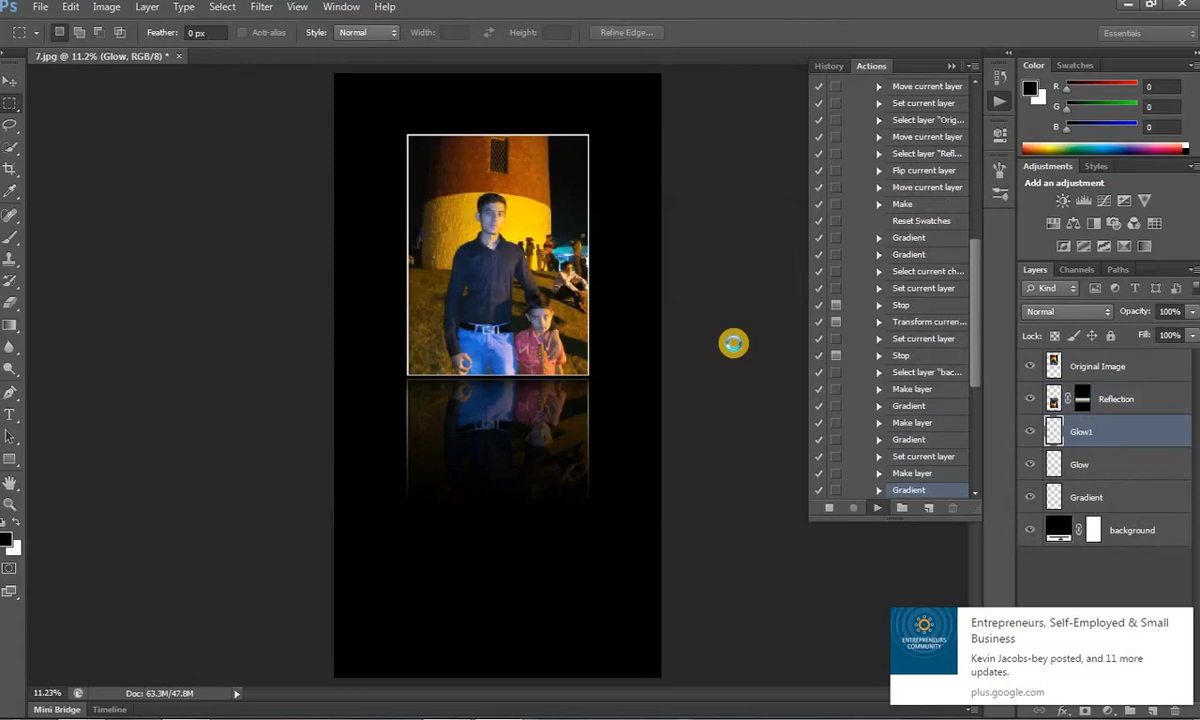 Ps File Edit Image Layer Type Select Filter View Window Help
Feather: 0 px Anti-alias Style: Normal Width: Height: Refine Edge... Essentials
7.jpg @ 11.2% (Glow, RGB/8) * ×
History Actions
Move current layer
Set current layer
Select layer "Orig...
Move current layer
Select layer "Refl...
Flip current layer
Move current layer
Make
Reset Swatches
Gradient
Gradient
Select current ch...
Set current layer
Stop
Transform curren...
Set current layer
Stop
Select layer "bac...
Make layer
Gradient
Make layer
Gradient
Set current layer
Make layer
Gradient
Color Swatches
R 0
G 0
B 0
Adjustments Styles
Add an adjustment
Layers Channels Paths
Kind
Normal Opacity: 100%
Lock: Fill: 100%
Original Image
Reflection
Glow1
Glow
Gradient
background
ENTREPRENEURS
COMMUNITY
Entrepreneurs, Self-Employed & Small
Business
Kevin Jacobs-bey posted, and 11 more
updates.
plus.google.com
11.23% Doc: 63.3M/47.8M
Mini Bridge Timeline